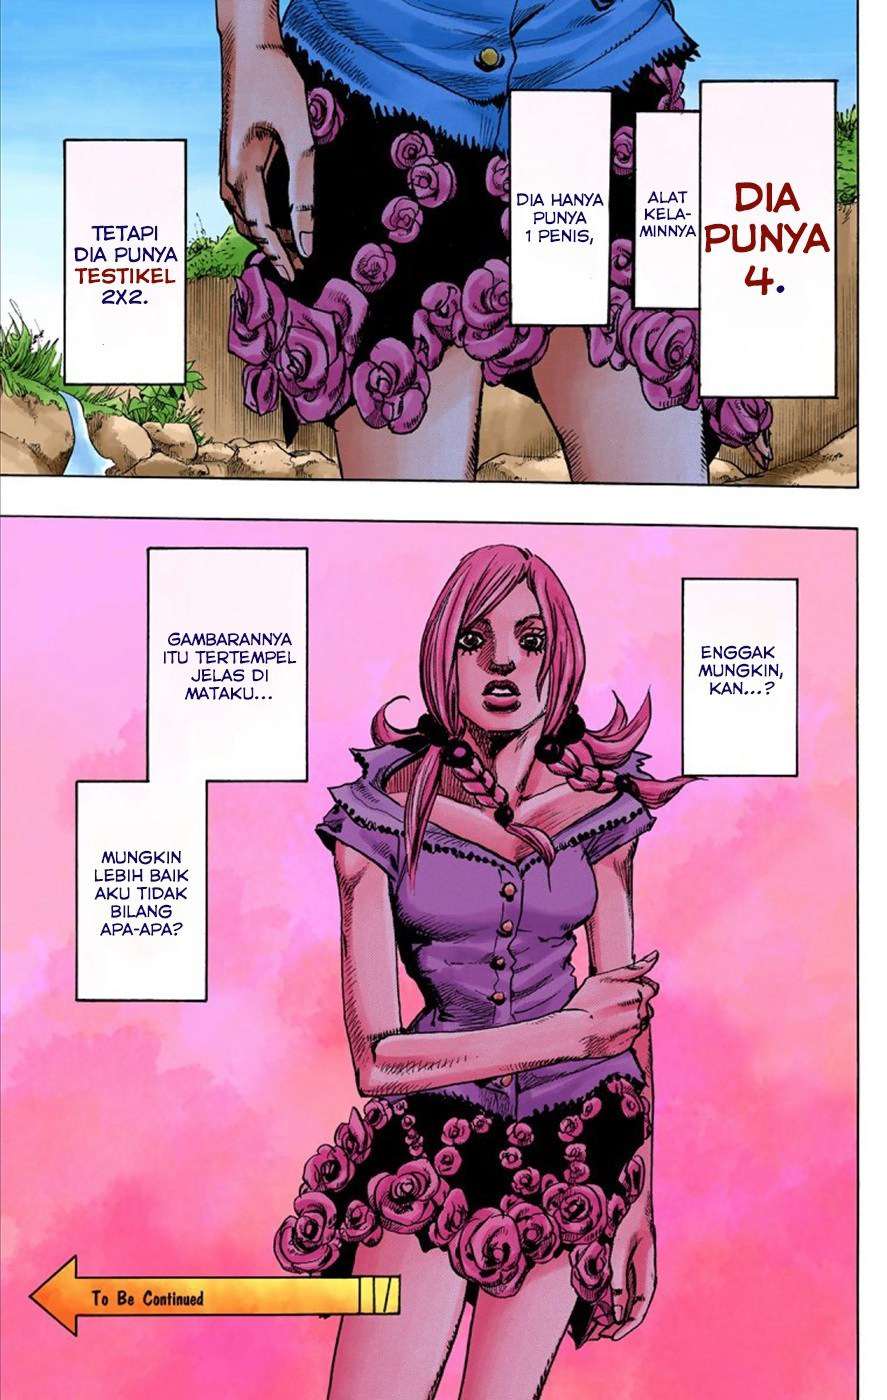 DIA
PUNYA
4.
ALAT
KELA-
MINNYA
DIA HANYA
PUNYA
1 PENIS,
TETAPI
DIA PUNYA
TESTIKEL
2X2.
ENGGAK
MUNGKIN,
KAN...?
GAMBARANNYA
ITU TERTEMPEL
JELAS DI
MATAKU...
MUNGKIN
LEBIH BAIK
AKU TIDAK
BILANG
APA-APA?
To Be Continued